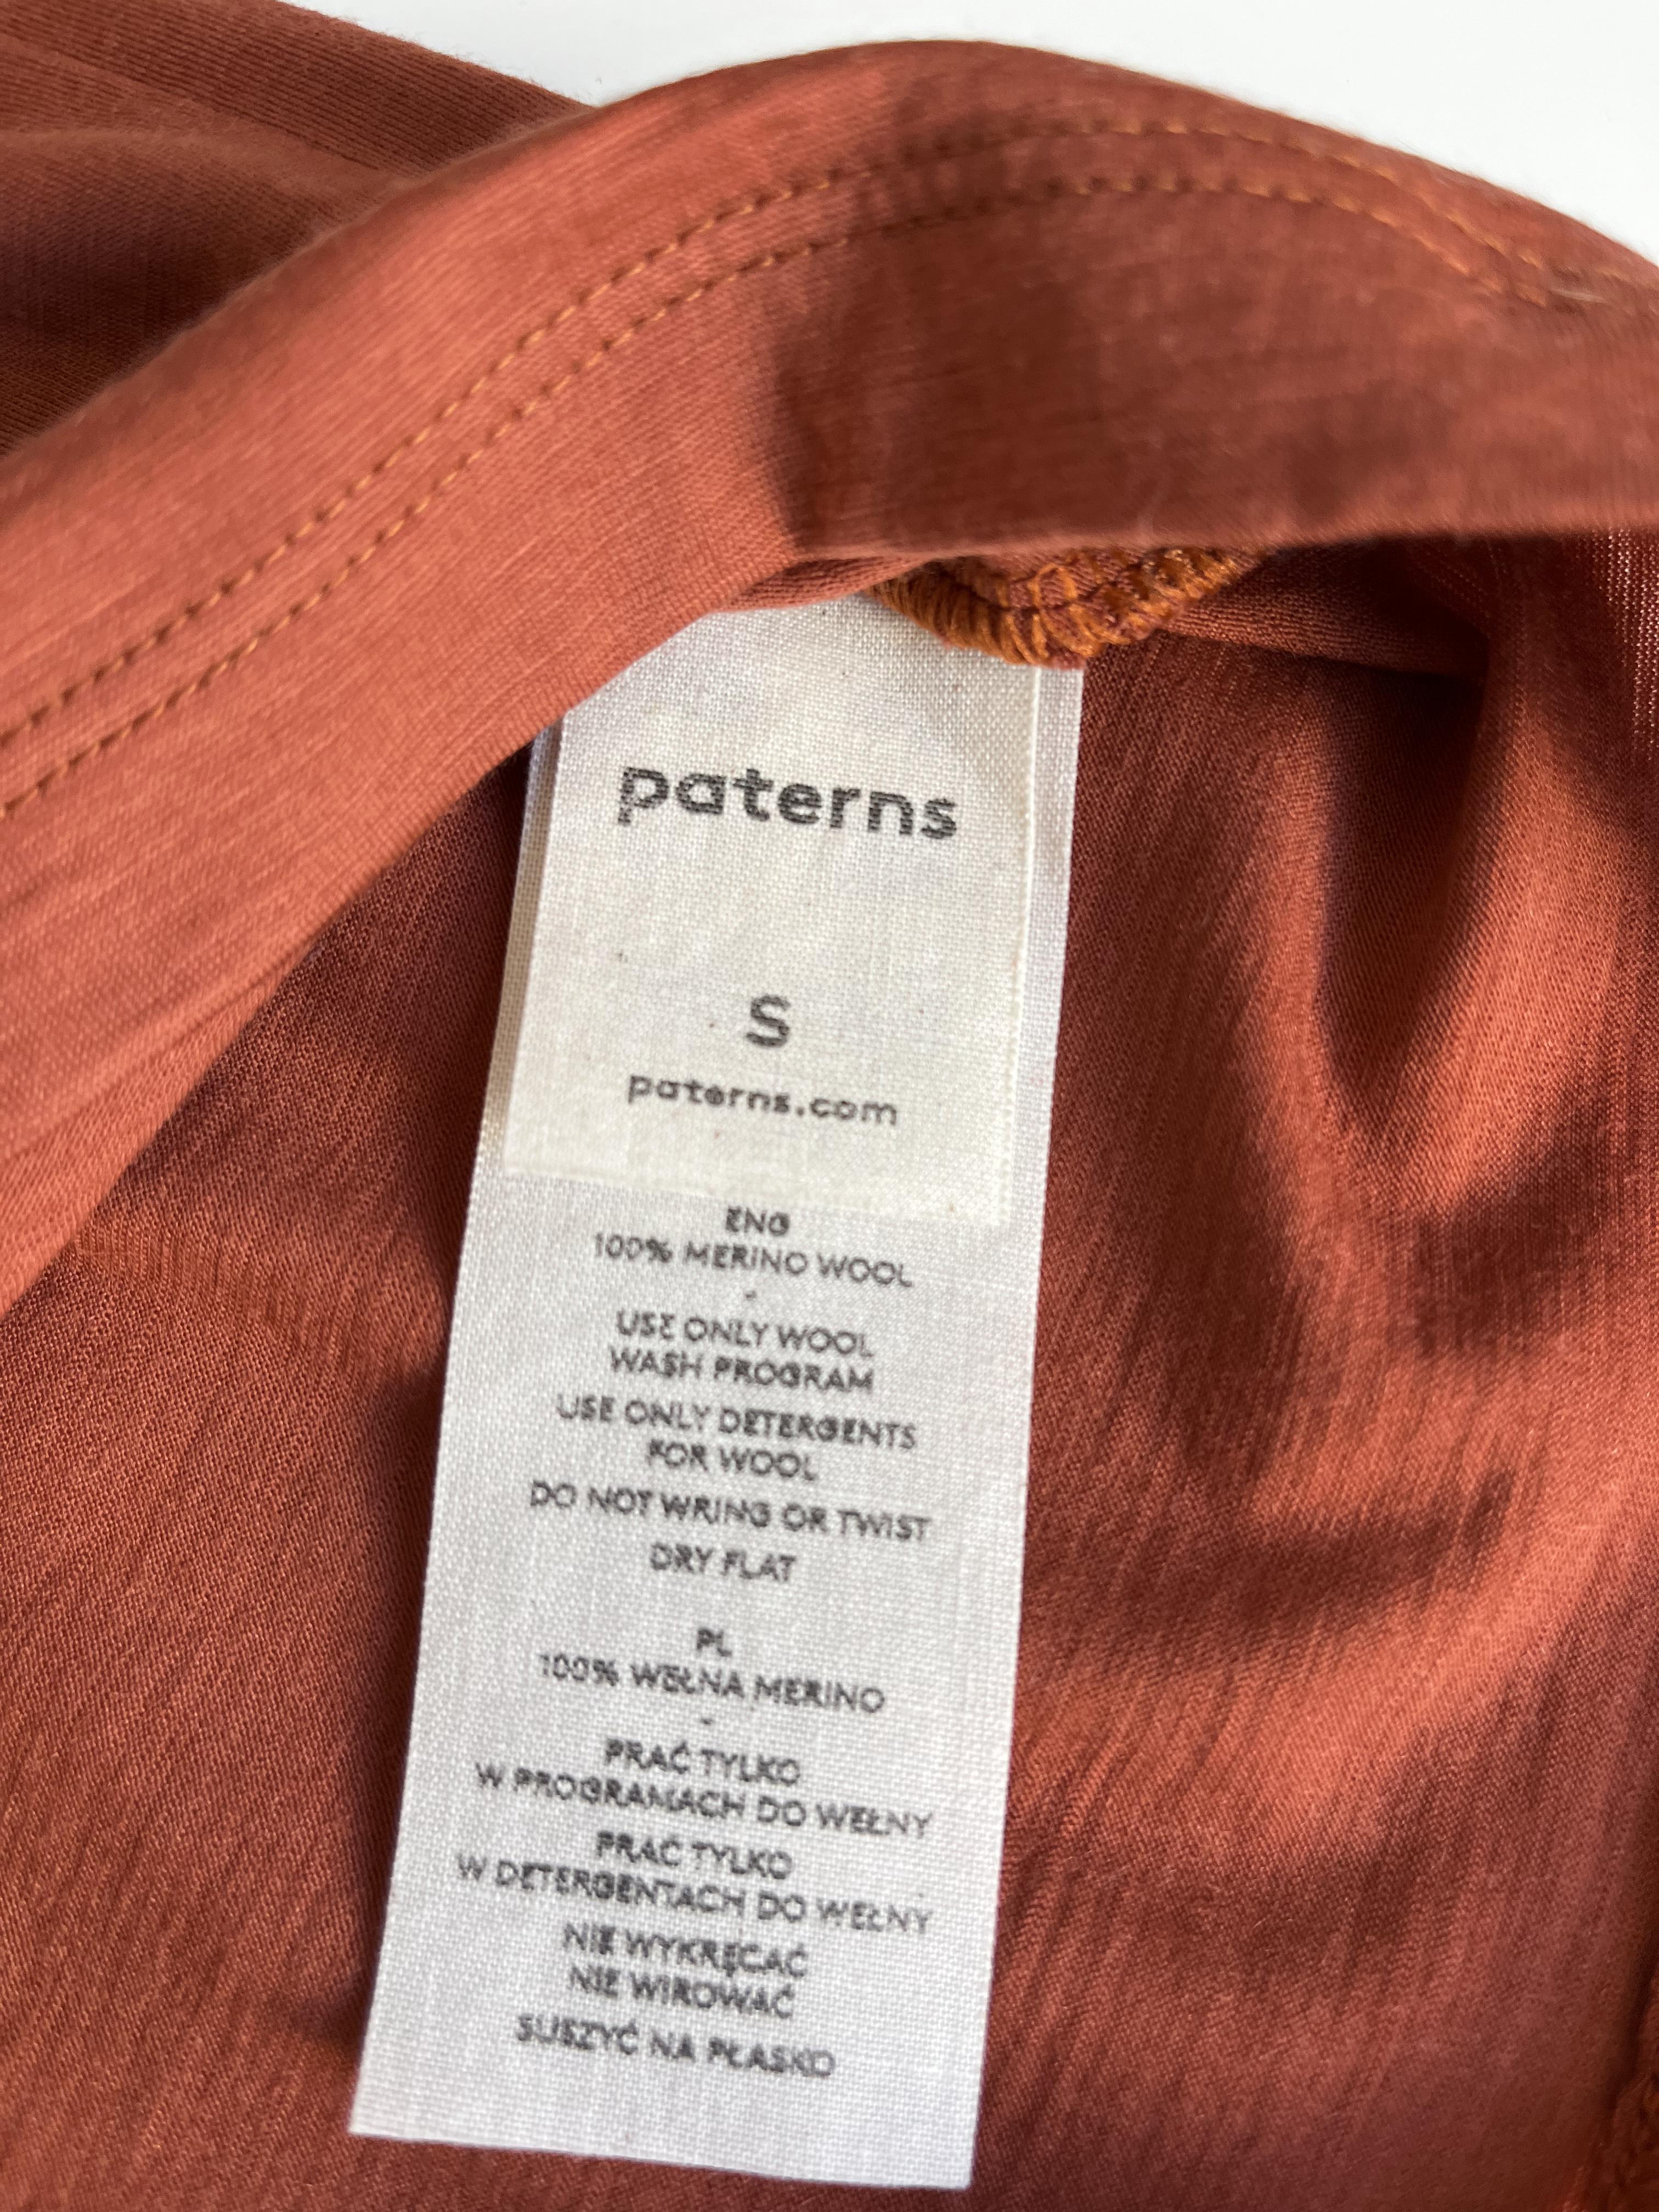 paterns
S
paterns.com
ENG
100% MERINO WOOL
-
USE ONLY WOOL
WASH PROGRAM
USE ONLY DETERGENTS
FOR WOOL
DO NOT WRING OR TWIST
DRY FLAT
PL
100% WEŁNA MERINO
-
PRAĆ TYLKO
W PROGRAMACH DO WEŁNY
PRAĆ TYLKO
W DETERGENTACH DO WEŁNY
NIE WYKRĘCAĆ
NIE WIROWAĆ
SUSZYĆ NA PŁASKO